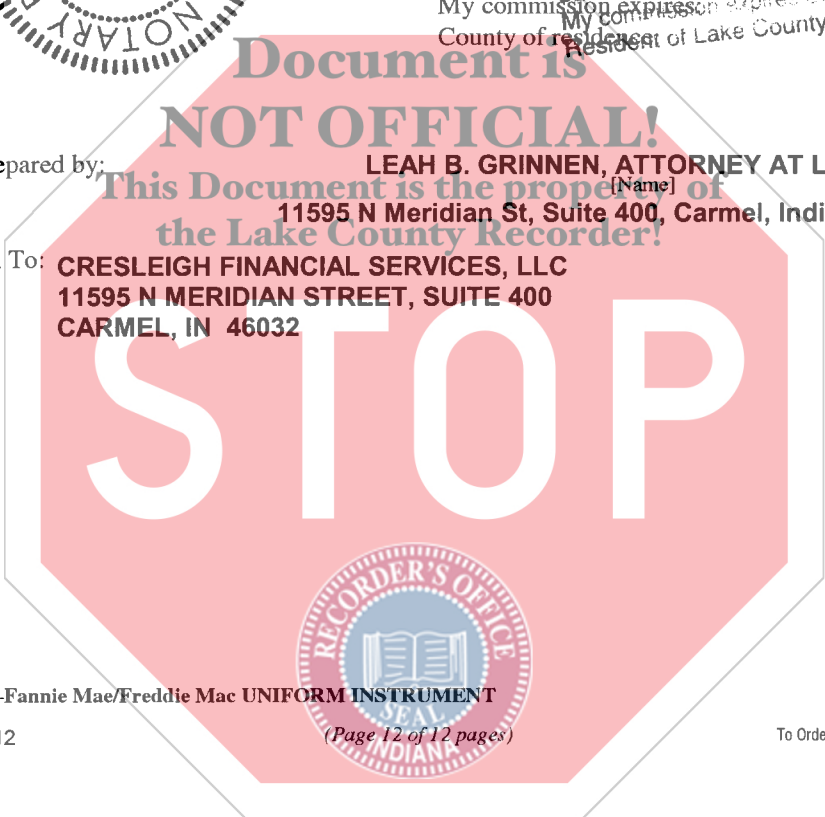 NOTARY
My commission expires:
My commission expires
County of residence:
Resident of Lake County
Document is
NOT OFFICIAL!
epared by:
LEAH B. GRINNEN, ATTORNEY AT L
This Document is the property of
[Name]
11595 N Meridian St, Suite 400, Carmel, Indi
the Lake County Recorder!
To: CRESLEIGH FINANCIAL SERVICES, LLC
11595 N MERIDIAN STREET, SUITE 400
CARMEL, IN 46032
STOP
RECORDER'S OFFICE
SEAL
INDIANA
-Fannie Mae/Freddie Mac UNIFORM INSTRUMENT
12
(Page 12 of 12 pages)
To Orde